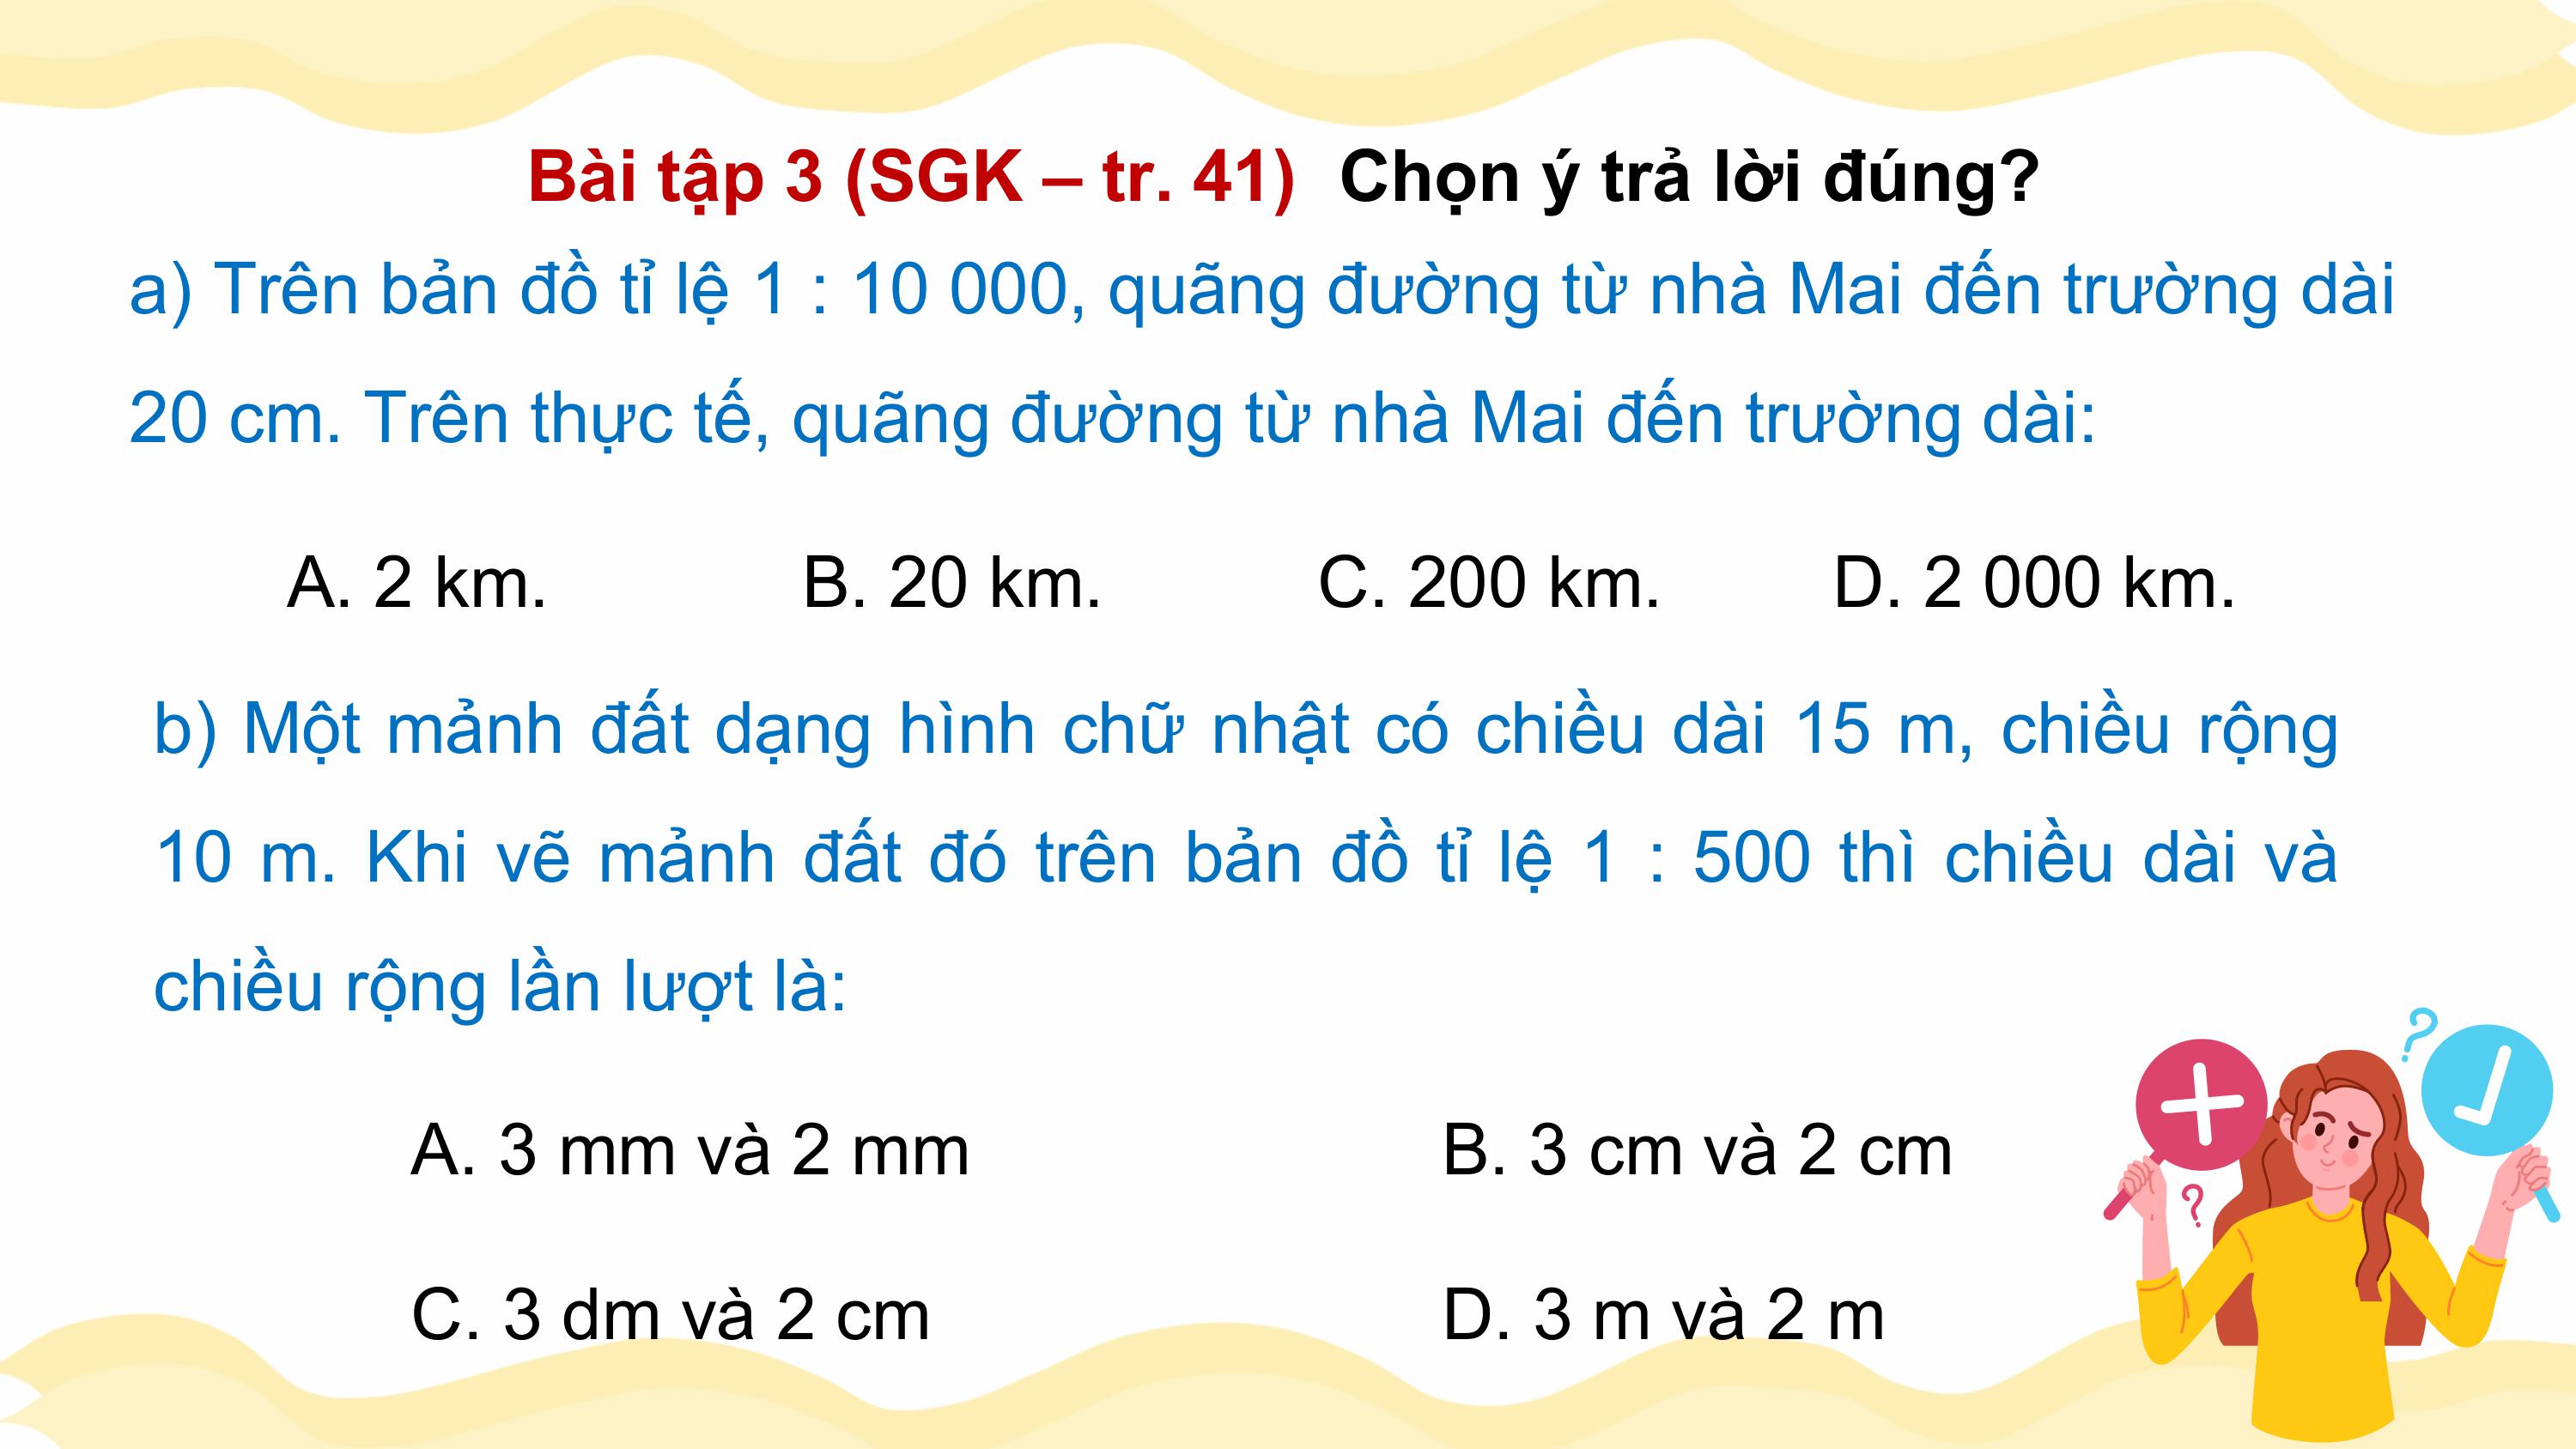 Bài tập 3 (SGK – tr. 41) Chọn ý trả lời đúng?
a) Trên bản đồ tỉ lệ 1 : 10 000, quãng đường từ nhà Mai đến trường dài
20 cm. Trên thực tế, quãng đường từ nhà Mai đến trường dài:
A. 2 km. B. 20 km. C. 200 km. D. 2 000 km.
b) Một mảnh đất dạng hình chữ nhật có chiều dài 15 m, chiều rộng
10 m. Khi vẽ mảnh đất đó trên bản đồ tỉ lệ 1 : 500 thì chiều dài và
chiều rộng lần lượt là:
A. 3 mm và 2 mm B. 3 cm và 2 cm
C. 3 dm và 2 cm D. 3 m và 2 m